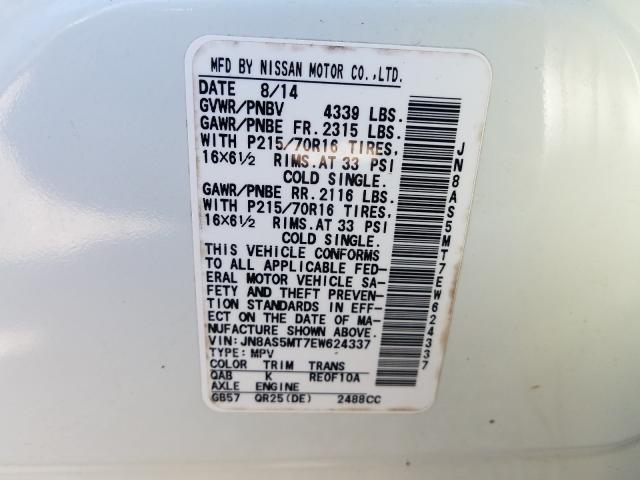 MFD BY NISSAN MOTOR CO.,LTD.
DATE 8/14
GVWR/PNBV 4339 LBS.
GAWR/PNBE FR.2315 LBS.
WITH P215/70R16 TIRES,
16X6½ RIMS.AT 33 PSI
COLD SINGLE.
GAWR/PNBE RR.2116 LBS.
WITH P215/70R16 TIRES,
16X6½ RIMS.AT 33 PSI
COLD SINGLE.
THIS VEHICLE CONFORMS
TO ALL APPLICABLE FED-
ERAL MOTOR VEHICLE SA-
FETY AND THEFT PREVEN-
TION STANDARDS IN EFF-
ECT ON THE DATE OF MA-
NUFACTURE SHOWN ABOVE.
VIN: JN8AS5MT7EW624337
TYPE: MPV
COLOR TRIM TRANS
QAB K RE0F10A
AXLE ENGINE
GB57 QR25(DE) 2488CC
JN8AS5MT7EW624337